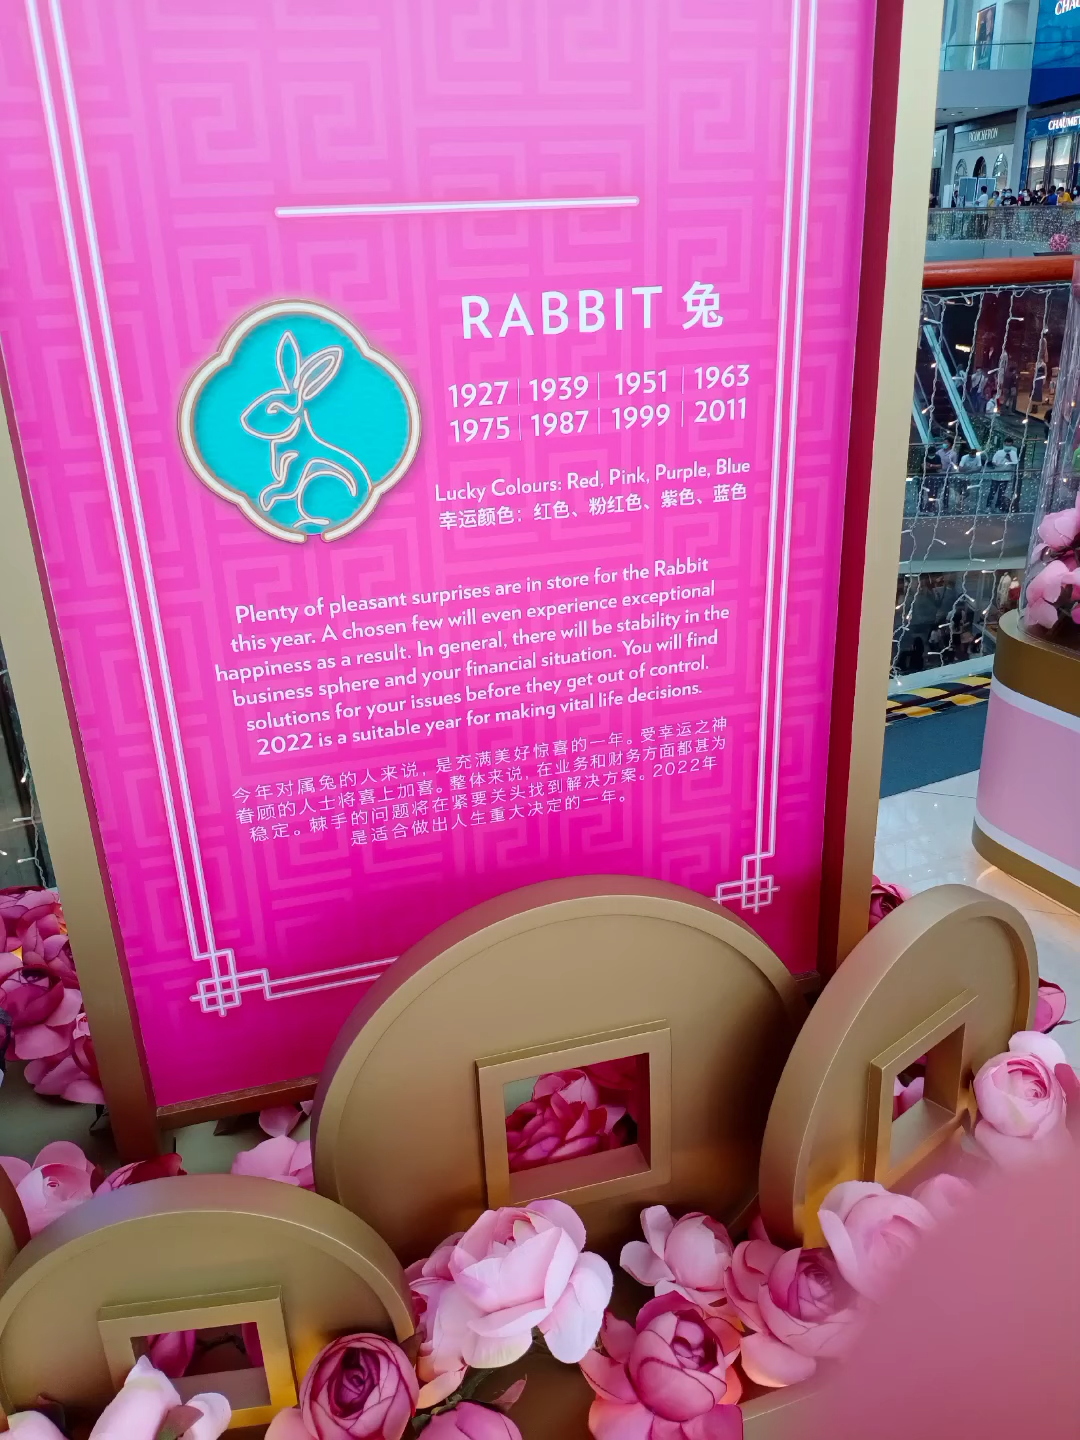 CHAUMET
BOUCHERON
RABBIT 兔
1927 | 1939 | 1951 | 1963
1975 | 1987 | 1999 | 2011
Lucky Colours: Red, Pink, Purple, Blue
幸运颜色：红色、粉红色、紫色、蓝色
Plenty of pleasant surprises are in store for the Rabbit
this year. A chosen few will even experience exceptional
happiness as a result. In general, there will be stability in the
business sphere and your financial situation. You will find
solutions for your issues before they get out of control.
2022 is a suitable year for making vital life decisions.
今年对属兔的人来说，是充满美好惊喜的一年。受幸运之神
眷顾的人士将喜上加喜。整体来说，在业务和财务方面都甚为
稳定。棘手的问题将在紧要关头找到解决方案。2022年
是适合做出人生重大决定的一年。